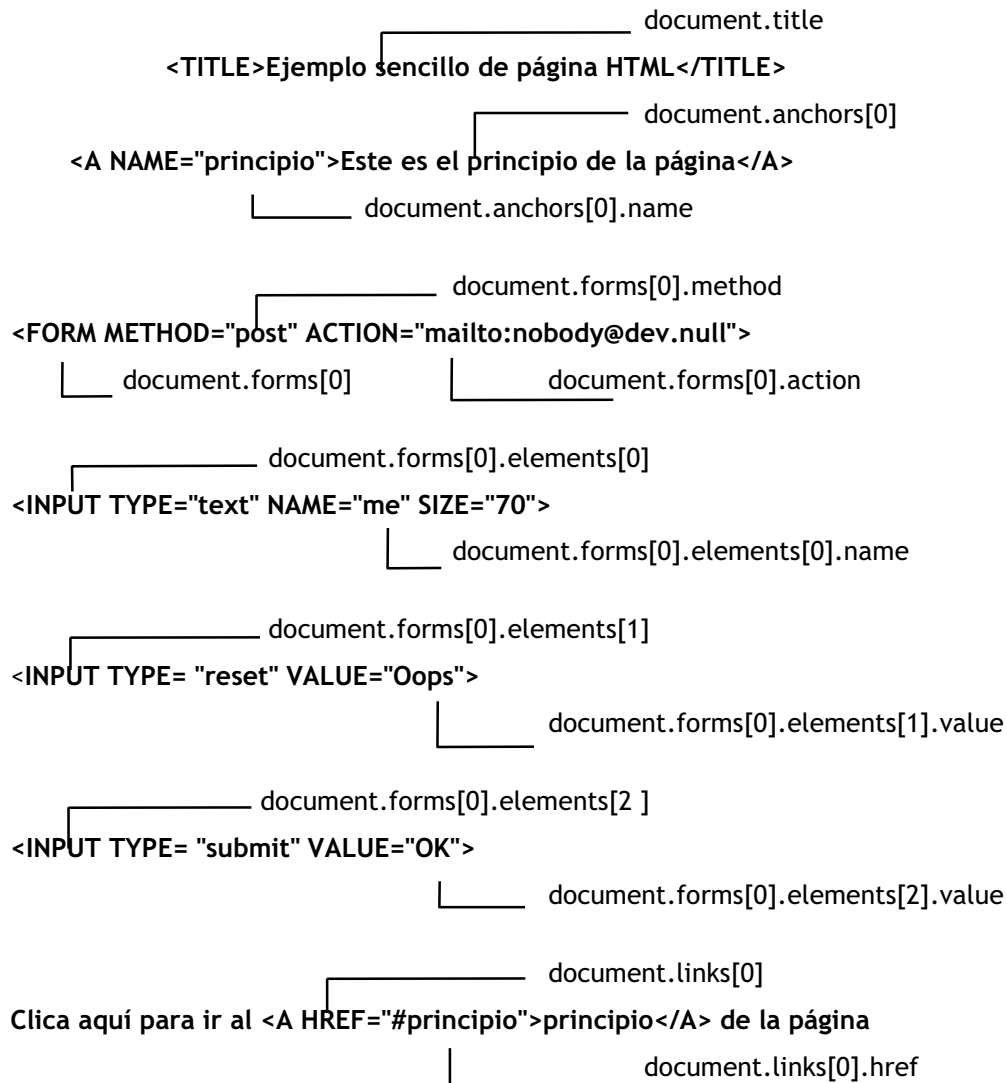 document.title
<TITLE>Ejemplo sencillo de página HTML</TITLE>
document.anchors[0]
<A NAME="principio">Este es el principio de la página</A>
document.anchors[0].name
document.forms[0].method
<FORM METHOD="post" ACTION="mailto:nobody@dev.null">
document.forms[0] document.forms[0].action
document.forms[0].elements[0]
<INPUT TYPE="text" NAME="me" SIZE="70">
document.forms[0].elements[0].name
document.forms[0].elements[1]
<INPUT TYPE= "reset" VALUE="Oops">
document.forms[0].elements[1].value
document.forms[0].elements[2 ]
<INPUT TYPE= "submit" VALUE="OK">
document.forms[0].elements[2].value
document.links[0]
Clica aquí para ir al <A HREF="#principio">principio</A> de la página
document.links[0].href